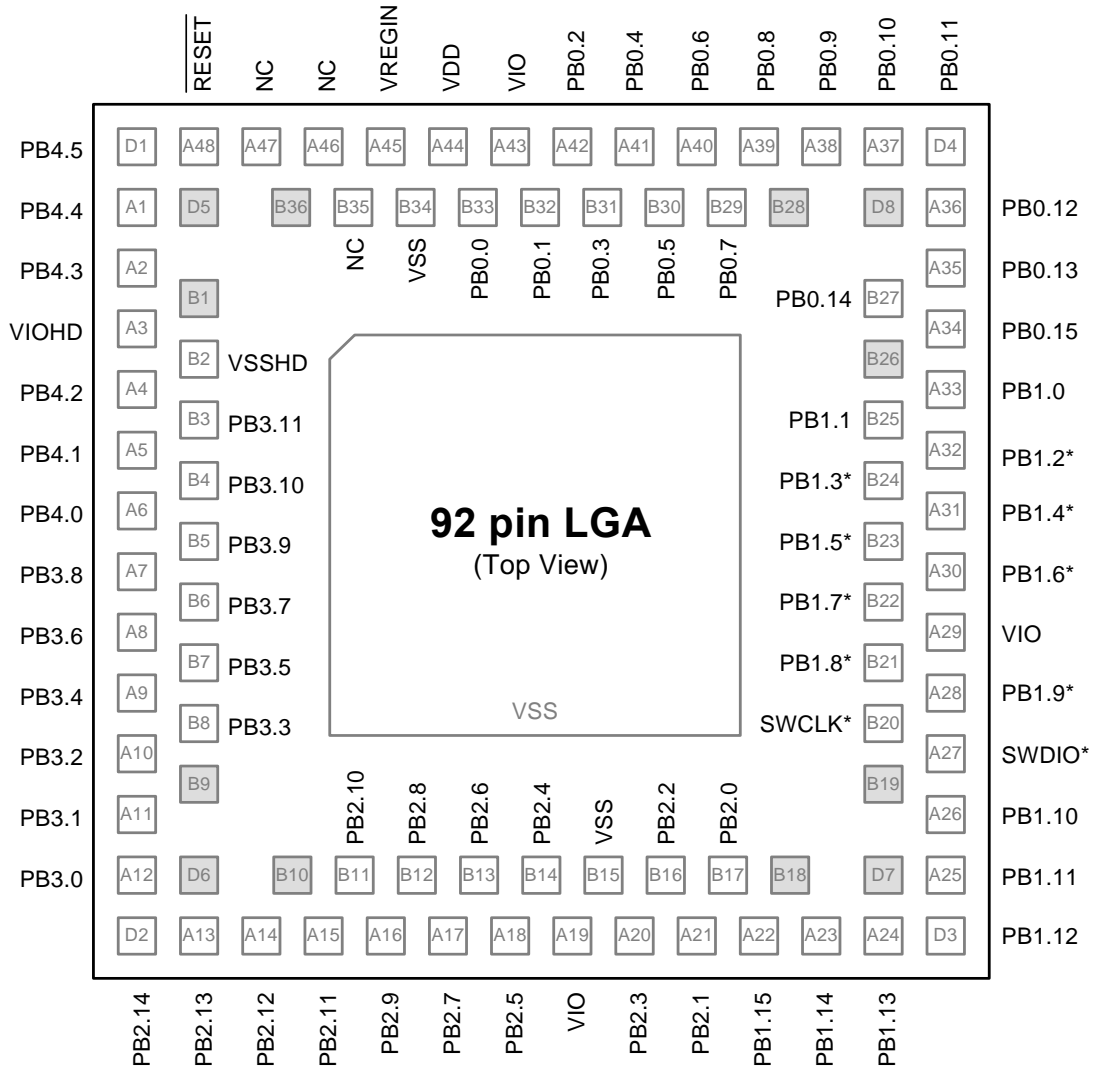 RESET NC NC VREGIN VDD VIO PB0.2 PB0.4 PB0.6 PB0.8 PB0.9 PB0.10 PB0.11
PB4.5 D1 A48 A47 A46 A45 A44 A43 A42 A41 A40 A39 A38 A37 D4
PB4.4 A1 D5 B36 B35 B34 B33 B32 B31 B30 B29 B28 D8 A36 PB0.12
NC VSS PB0.0 PB0.1 PB0.3 PB0.5 PB0.7
PB4.3 A2 A35 PB0.13
B1 PB0.14 B27
VIOHD A3 A34 PB0.15
B2 VSSHD B26
PB4.2 A4 A33 PB1.0
B3 PB3.11 PB1.1 B25
PB4.1 A5 A32 PB1.2*
B4 PB3.10 PB1.3* B24
PB4.0 A6 A31 PB1.4*
92 pin LGA
B5 PB3.9 PB1.5* B23
(Top View)
PB3.8 A7 A30 PB1.6*
B6 PB3.7 PB1.7* B22
PB3.6 A8 A29 VIO
B7 PB3.5 PB1.8* B21
PB3.4 A9 A28 PB1.9*
VSS
B8 PB3.3 SWCLK* B20
PB3.2 A10 A27 SWDIO*
B9 B19
PB2.10 PB2.8 PB2.6 PB2.4 VSS PB2.2 PB2.0
PB3.1 A11 A26 PB1.10
PB3.0 A12 D6 B10 B11 B12 B13 B14 B15 B16 B17 B18 D7 A25 PB1.11
D2 A13 A14 A15 A16 A17 A18 A19 A20 A21 A22 A23 A24 D3 PB1.12
PB2.14 PB2.13 PB2.12 PB2.11 PB2.9 PB2.7 PB2.5 VIO PB2.3 PB2.1 PB1.15 PB1.14 PB1.13